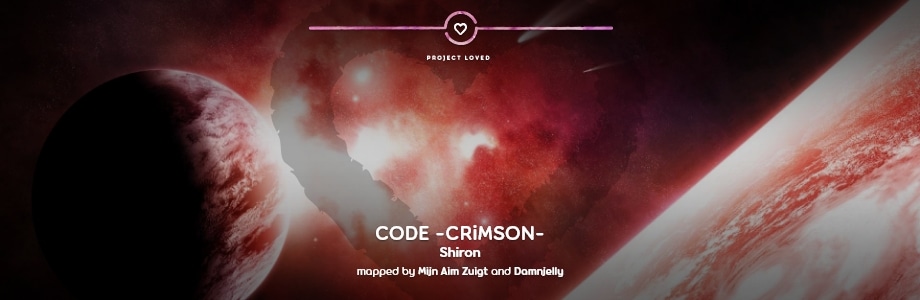 PROJECT LOVED
CODE -CRiMSON-
Shiron
mapped by Mijn Aim Zuigt and Damnjelly